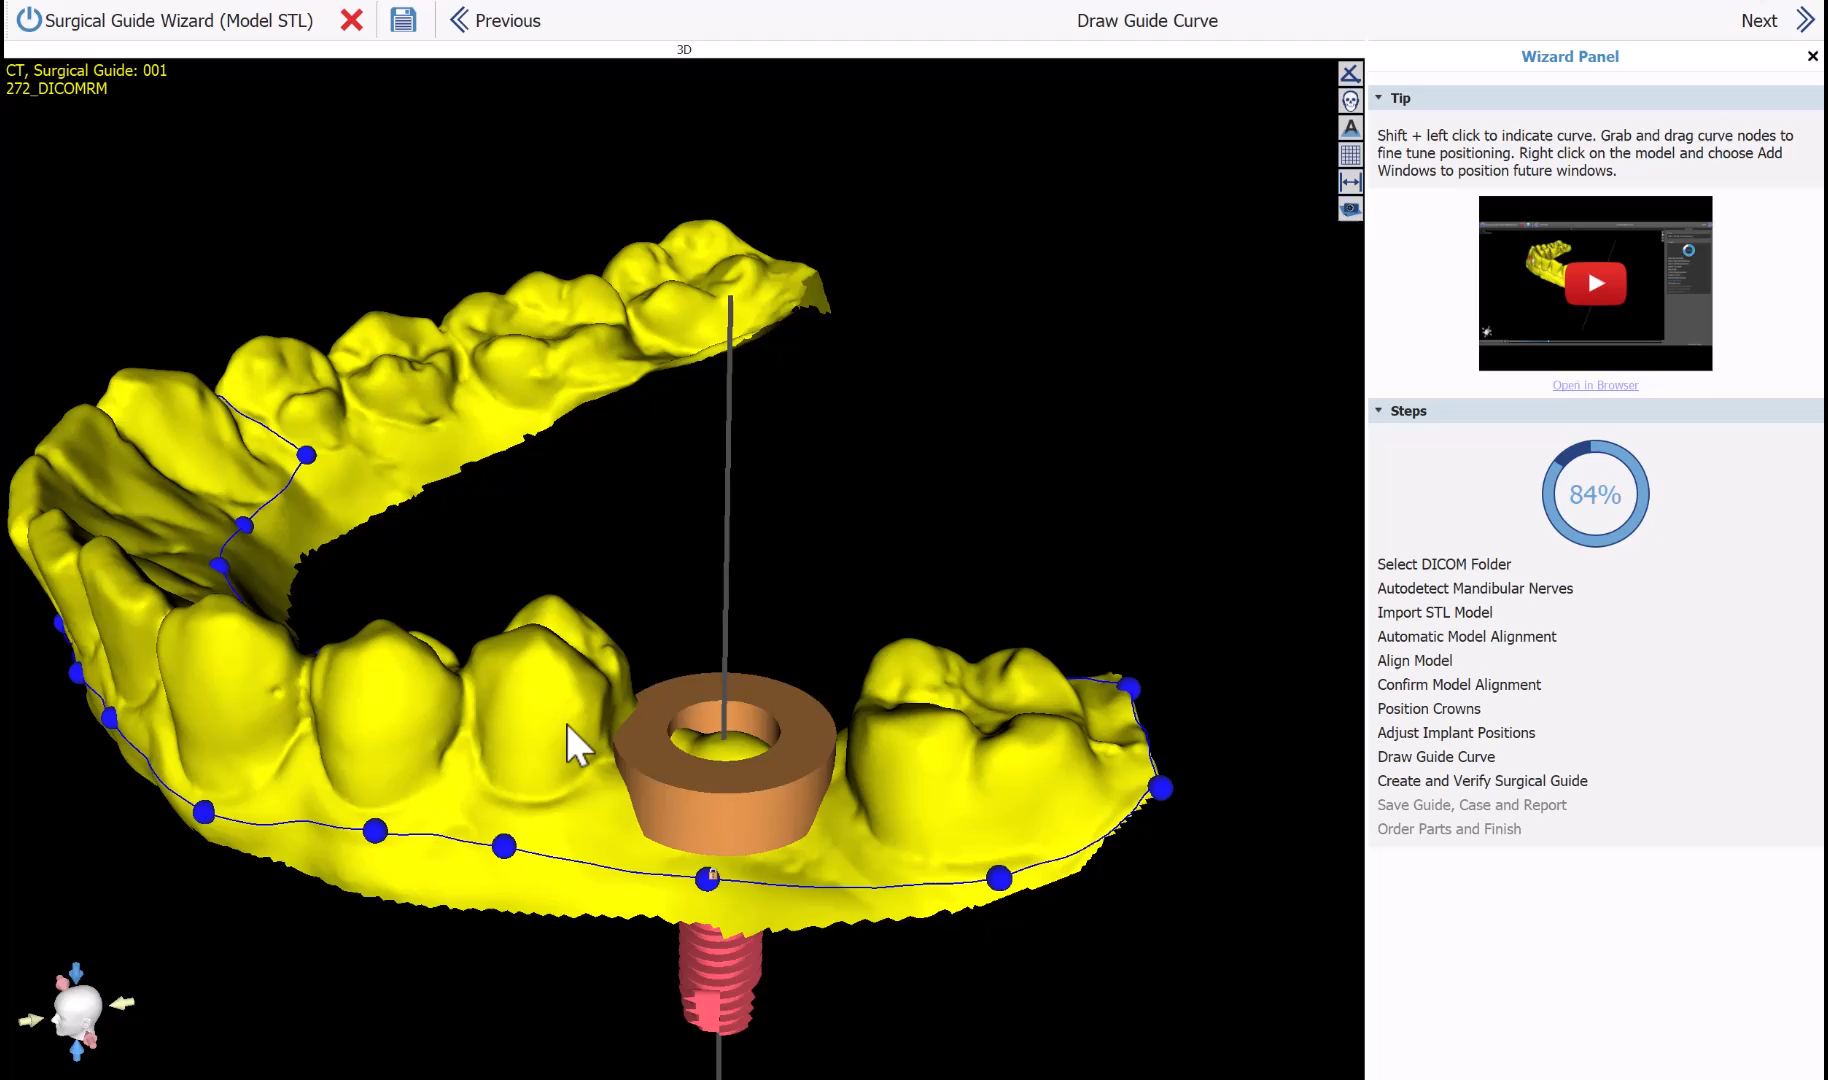 Surgical Guide Wizard (Model STL)
Previous
Draw Guide Curve
Next
3D
CT, Surgical Guide: 001
272_DICOMRM
Wizard Panel
Tip
Shift + left click to indicate curve. Grab and drag curve nodes to
fine tune positioning. Right click on the model and choose Add
Windows to position future windows.
Open in Browser
Steps
84%
Select DICOM Folder
Autodetect Mandibular Nerves
Import STL Model
Automatic Model Alignment
Align Model
Confirm Model Alignment
Position Crowns
Adjust Implant Positions
Draw Guide Curve
Create and Verify Surgical Guide
Save Guide, Case and Report
Order Parts and Finish